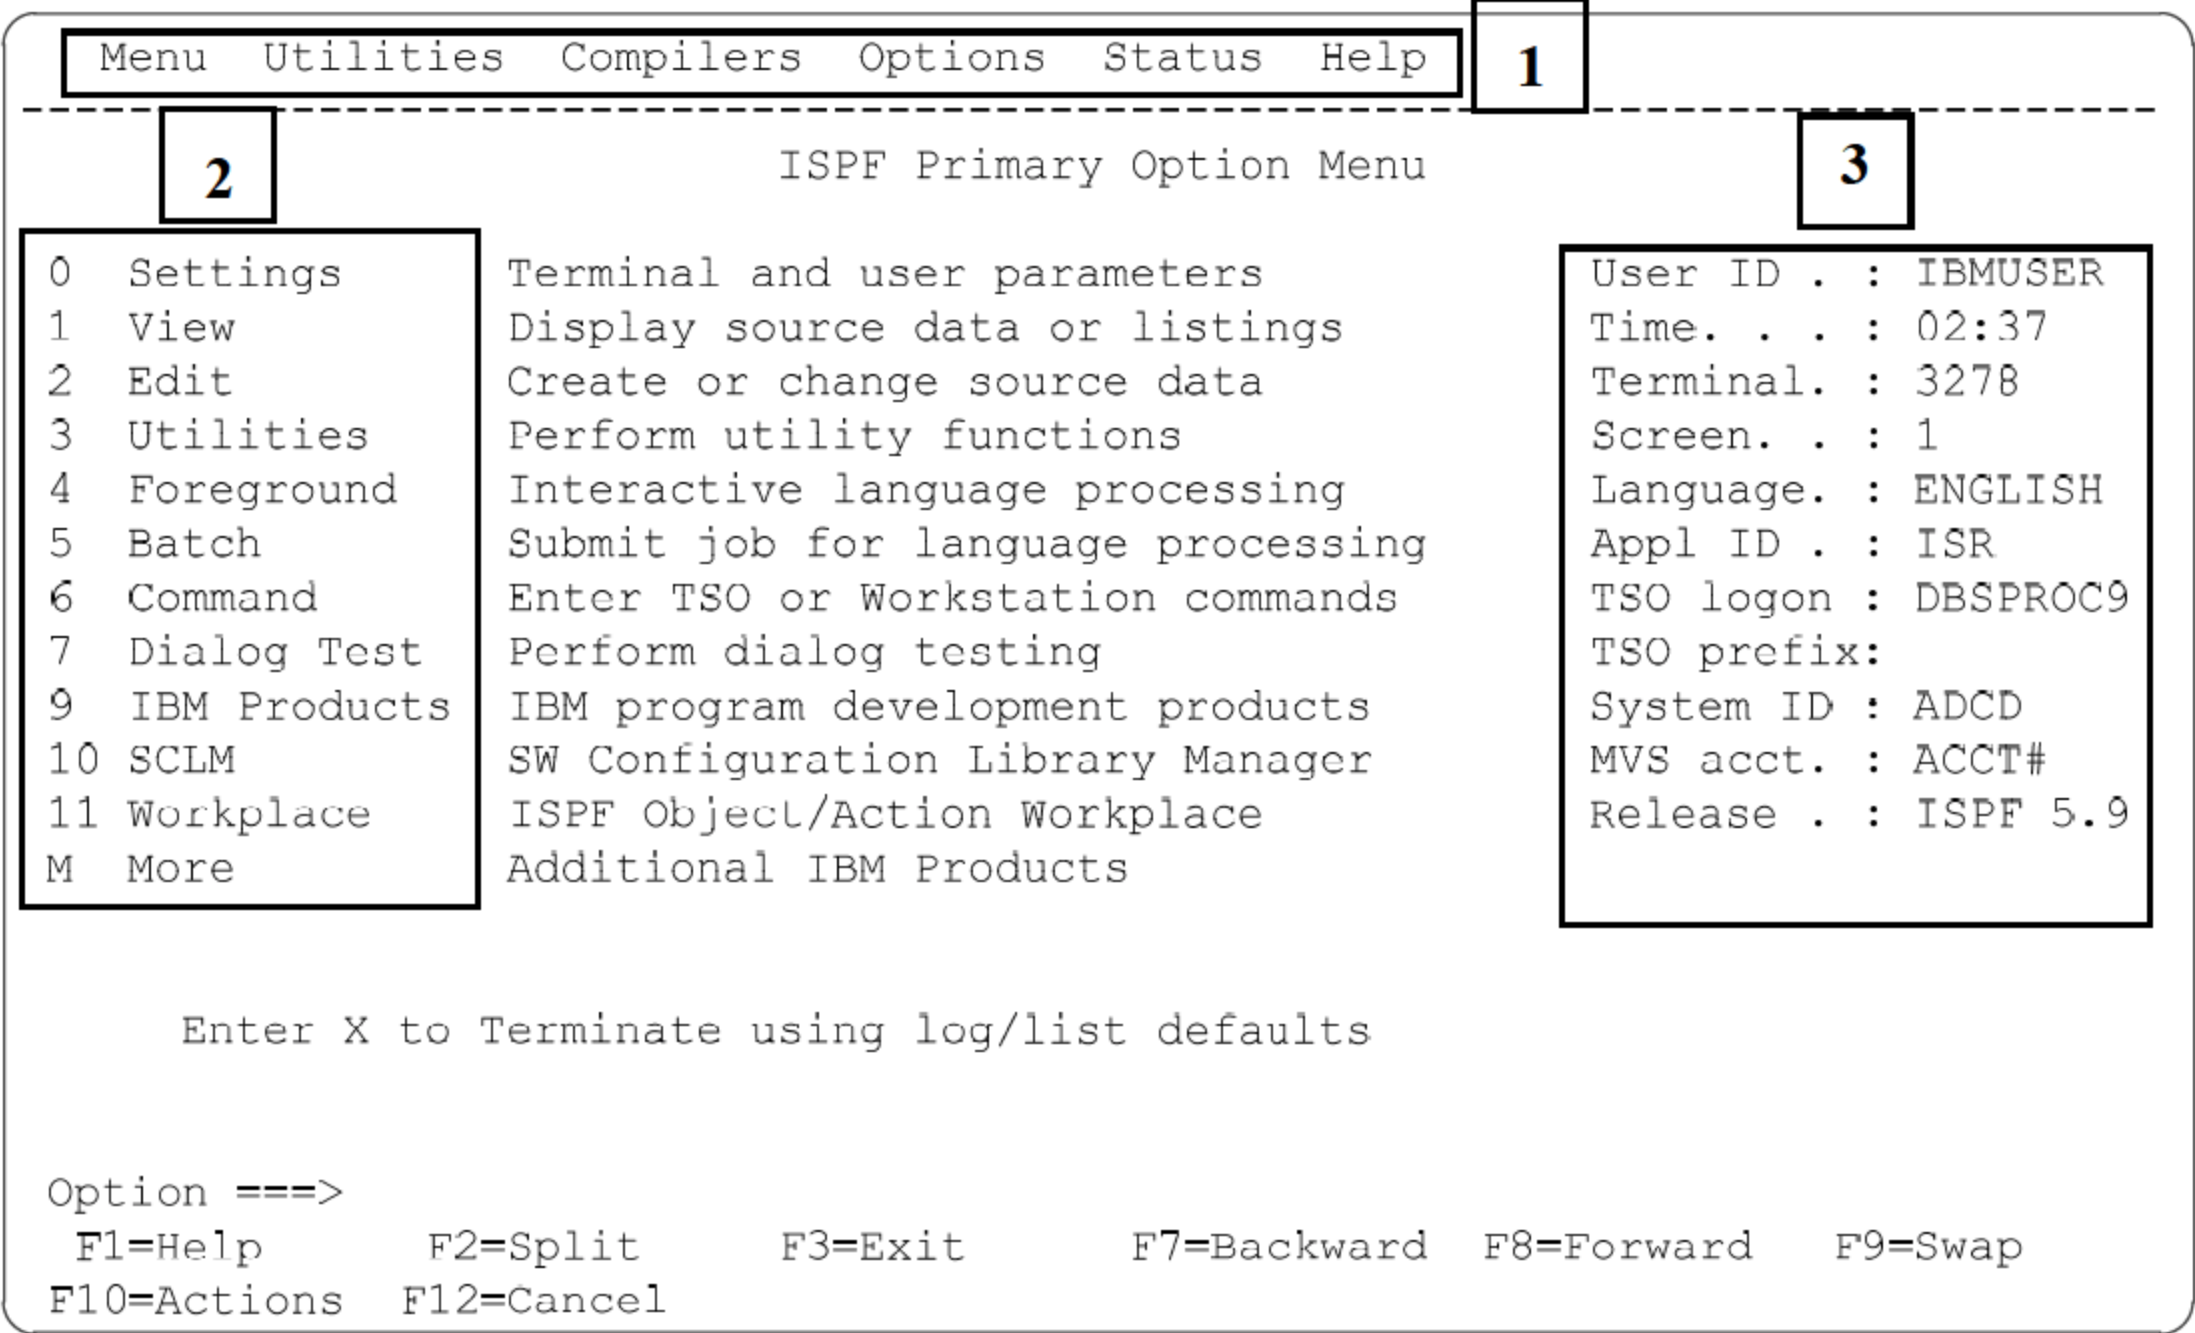 Menu  Utilities  Compilers  Options  Status  Help
1
2
3
ISPF Primary Option Menu
0  Settings  Terminal and user parameters  User ID . : IBMUSER
1  View  Display source data or listings  Time. . . : 02:37
2  Edit  Create or change source data  Terminal. : 3278
3  Utilities  Perform utility functions  Screen. . : 1
4  Foreground  Interactive language processing  Language. : ENGLISH
5  Batch  Submit job for language processing  Appl ID . : ISR
6  Command  Enter TSO or Workstation commands  TSO logon : DBSPROC9
7  Dialog Test  Perform dialog testing  TSO prefix:
9  IBM Products  IBM program development products  System ID : ADCD
10 SCLM  SW Configuration Library Manager  MVS acct. : ACCT#
11 Workplace  ISPF Object/Action Workplace  Release . : ISPF 5.9
M  More  Additional IBM Products
Enter X to Terminate using log/list defaults
Option ===>
F1=Help  F2=Split  F3=Exit  F7=Backward  F8=Forward  F9=Swap
F10=Actions  F12=Cancel